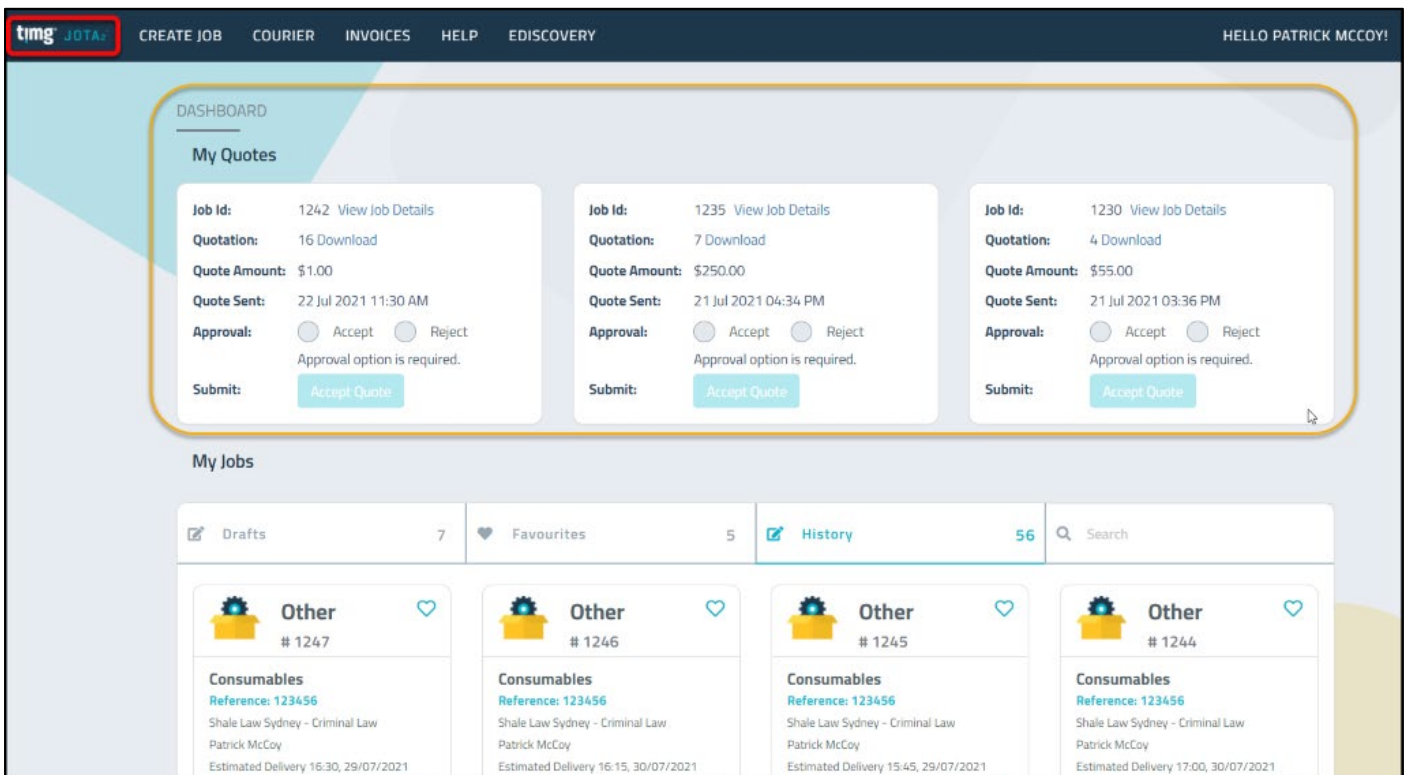 timg JOTA CREATE JOB COURIER INVOICES HELP EDISCOVERY HELLO PATRICK MCCOY!
DASHBOARD
My Quotes
Job Id: 1242 View Job Details
Quotation: 16 Download
Quote Amount: $1.00
Quote Sent: 22 Jul 2021 11:30 AM
Approval: Accept Reject
Approval option is required.
Submit: Accept Quote
Job Id: 1235 View Job Details
Quotation: 7 Download
Quote Amount: $250.00
Quote Sent: 21 Jul 2021 04:34 PM
Approval: Accept Reject
Approval option is required.
Submit: Accept Quote
Job Id: 1230 View Job Details
Quotation: 4 Download
Quote Amount: $55.00
Quote Sent: 21 Jul 2021 03:36 PM
Approval: Accept Reject
Approval option is required.
Submit: Accept Quote
My Jobs
Drafts 7 Favourites 5 History 56 Search
Other
# 1247
Consumables
Reference: 123456
Shale Law Sydney - Criminal Law
Patrick McCoy
Estimated Delivery 16:30, 29/07/2021
Other
# 1246
Consumables
Reference: 123456
Shale Law Sydney - Criminal Law
Patrick McCoy
Estimated Delivery 16:15, 30/07/2021
Other
# 1245
Consumables
Reference: 123456
Shale Law Sydney - Criminal Law
Patrick McCoy
Estimated Delivery 15:45, 29/07/2021
Other
# 1244
Consumables
Reference: 123456
Shale Law Sydney - Criminal Law
Patrick McCoy
Estimated Delivery 17:00, 30/07/2021